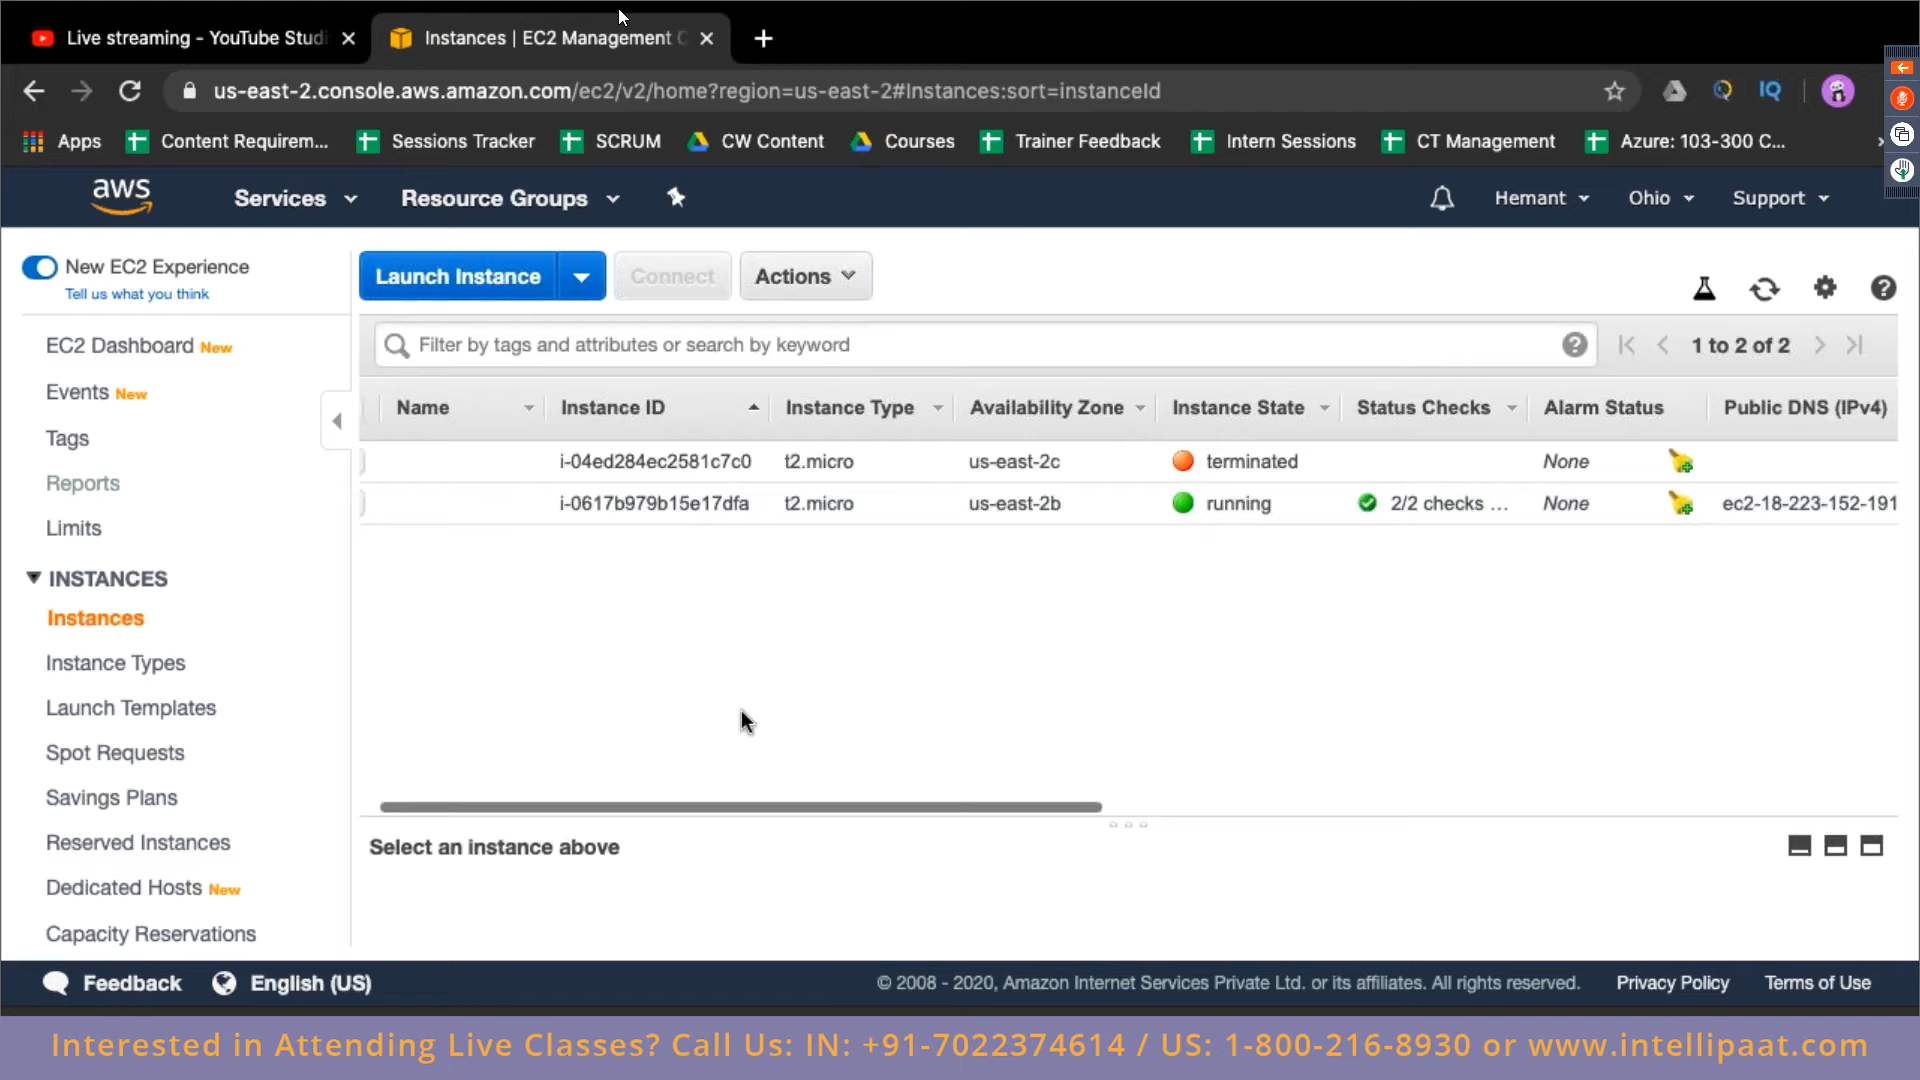 Live streaming - YouTube Studi
Instances | EC2 Management C
us-east-2.console.aws.amazon.com/ec2/v2/home?region=us-east-2#Instances:sort=instanceId
IQ
Apps Content Requirem... Sessions Tracker SCRUM CW Content Courses Trainer Feedback Intern Sessions CT Management Azure: 103-300 C...
aws Services Resource Groups Hemant Ohio Support
New EC2 Experience
Tell us what you think
EC2 Dashboard New
Events New
Tags
Reports
Limits
INSTANCES
Instances
Instance Types
Launch Templates
Spot Requests
Savings Plans
Reserved Instances
Dedicated Hosts New
Capacity Reservations
Launch Instance Connect Actions
Filter by tags and attributes or search by keyword
1 to 2 of 2
Name Instance ID Instance Type Availability Zone Instance State Status Checks Alarm Status Public DNS (IPv4)
i-04ed284ec2581c7c0 t2.micro us-east-2c terminated None
i-0617b979b15e17dfa t2.micro us-east-2b running 2/2 checks ... None ec2-18-223-152-191
Select an instance above
Feedback English (US) © 2008 - 2020, Amazon Internet Services Private Ltd. or its affiliates. All rights reserved. Privacy Policy Terms of Use
Interested in Attending Live Classes? Call Us: IN: +91-7022374614 / US: 1-800-216-8930 or www.intellipaat.com